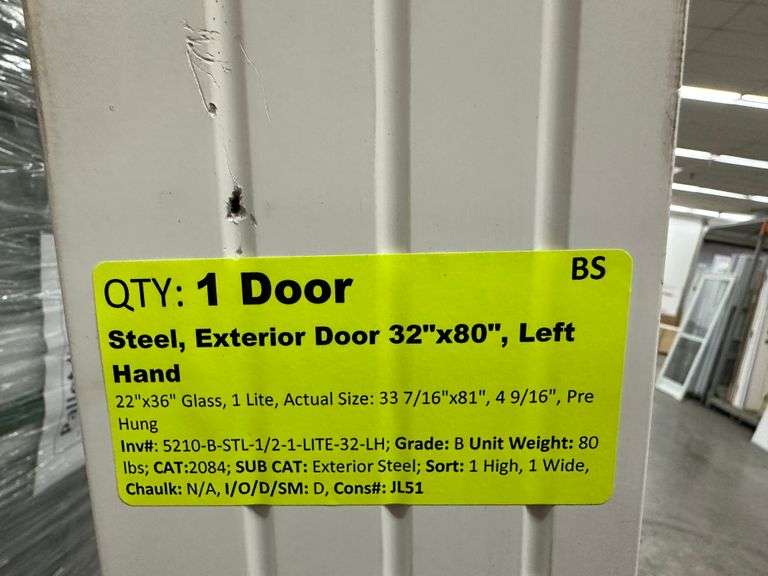 BS
QTY: 1 Door
Steel, Exterior Door 32"x80", Left
Hand
22"x36" Glass, 1 Lite, Actual Size: 33 7/16"x81", 4 9/16", Pre
Hung
Inv#: 5210-B-STL-1/2-1-LITE-32-LH; Grade: B Unit Weight: 80
lbs; CAT:2084; SUB CAT: Exterior Steel; Sort: 1 High, 1 Wide,
Chaulk: N/A, I/O/D/SM: D, Cons#: JL51